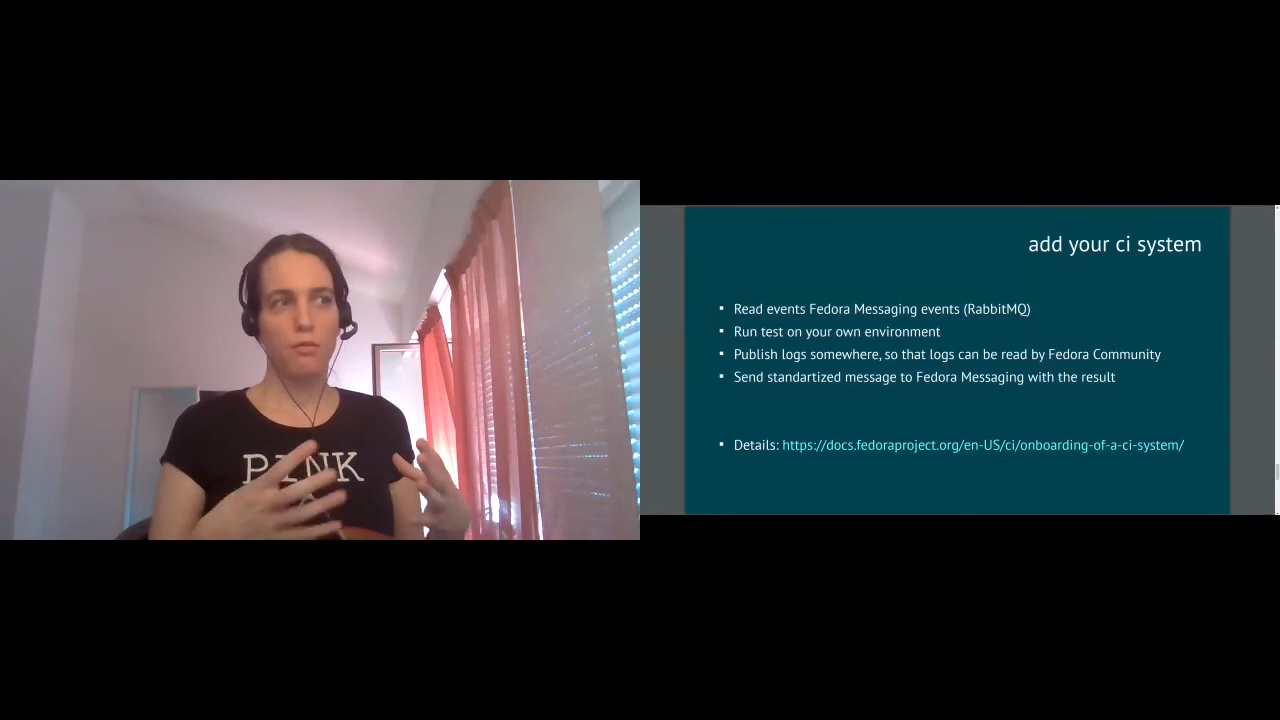 PINK
add your ci system
▪ Read events Fedora Messaging events (RabbitMQ)
▪ Run test on your own environment
▪ Publish logs somewhere, so that logs can be read by Fedora Community
▪ Send standartized message to Fedora Messaging with the result
▪ Details: https://docs.fedoraproject.org/en-US/ci/onboarding-of-a-ci-system/